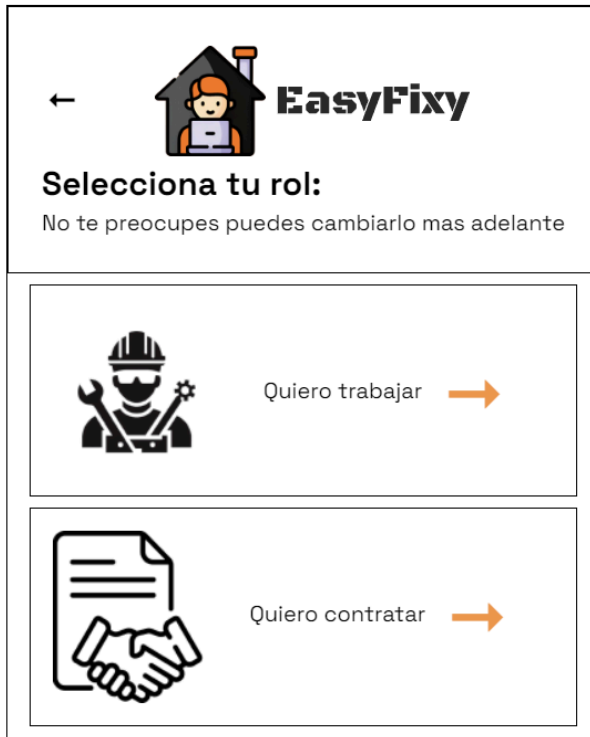 EasyFixy
Selecciona tu rol:
No te preocupes puedes cambiarlo mas adelante
Quiero trabajar
Quiero contratar